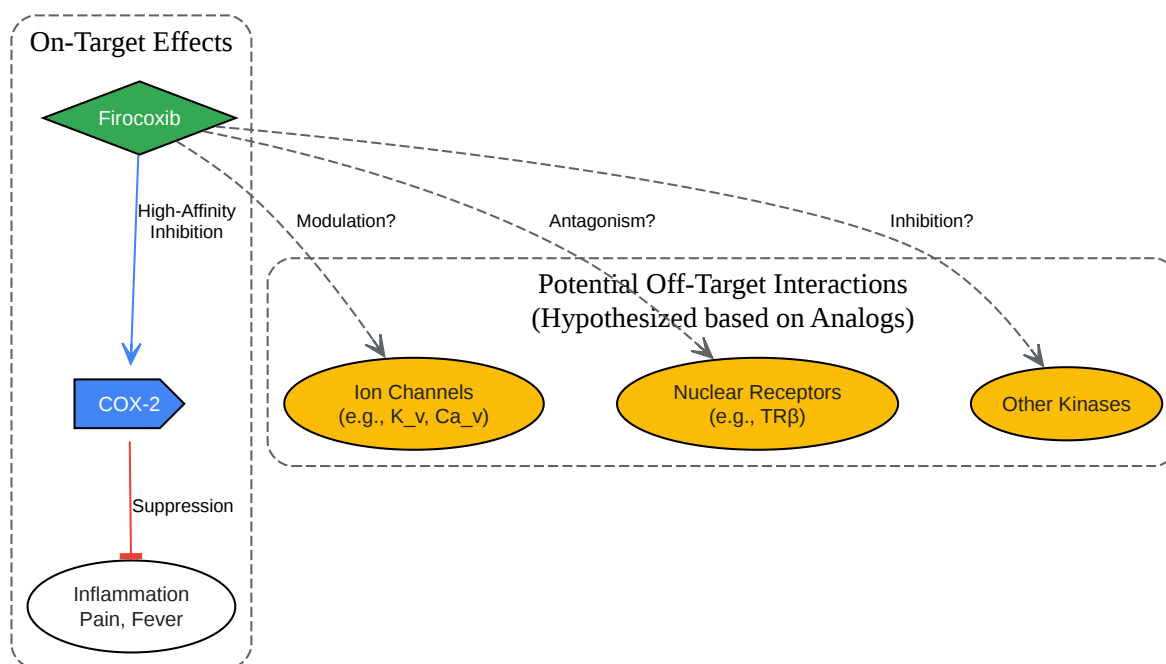 On-Target Effects
Firocoxib
High-Affinity
Inhibition
Modulation?
Antagonism?
Inhibition?
Potential Off-Target Interactions
(Hypothesized based on Analogs)
COX-2
Ion Channels
(e.g., K_v, Ca_v)
Nuclear Receptors
(e.g., TRβ)
Other Kinases
Suppression
Inflammation
Pain, Fever